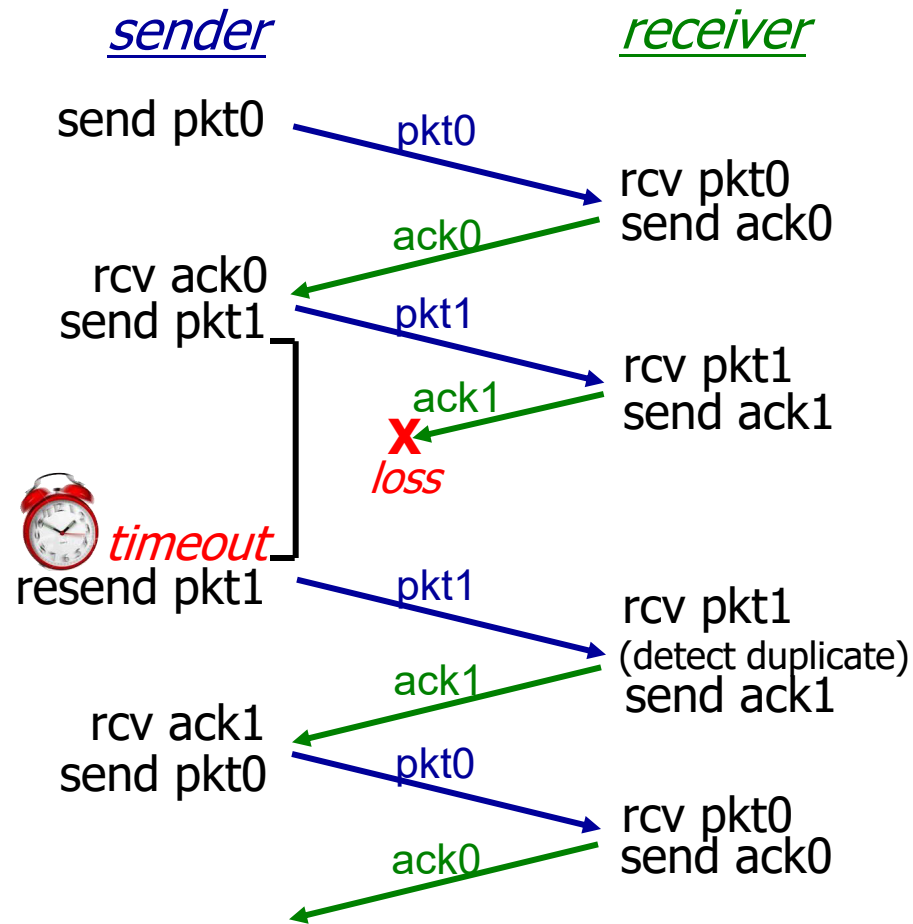 sender
receiver
send pkt0
pkt0
rcv pkt0
send ack0
ack0
rcv ack0
send pkt1
pkt1
rcv pkt1
send ack1
ack1
X
loss
timeout
resend pkt1
pkt1
rcv pkt1
(detect duplicate)
send ack1
ack1
rcv ack1
send pkt0
pkt0
rcv pkt0
send ack0
ack0